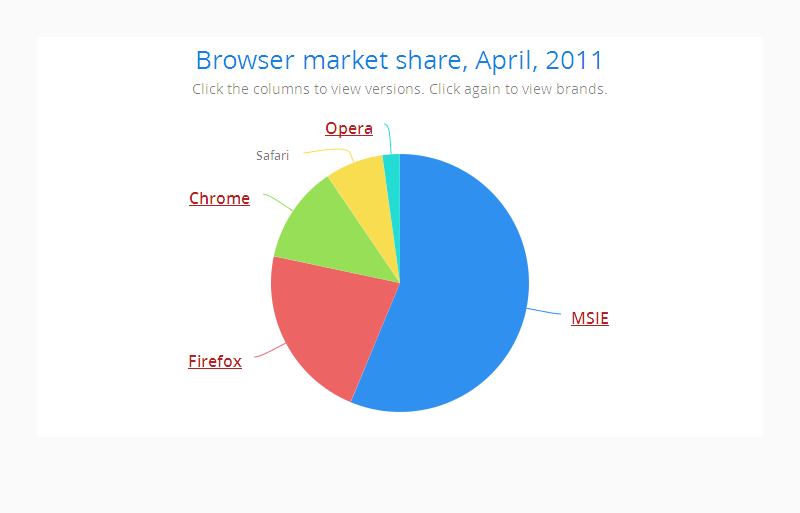 Browser market share, April, 2011
Click the columns to view versions. Click again to view brands.
Opera
Safari
Chrome
MSIE
Firefox